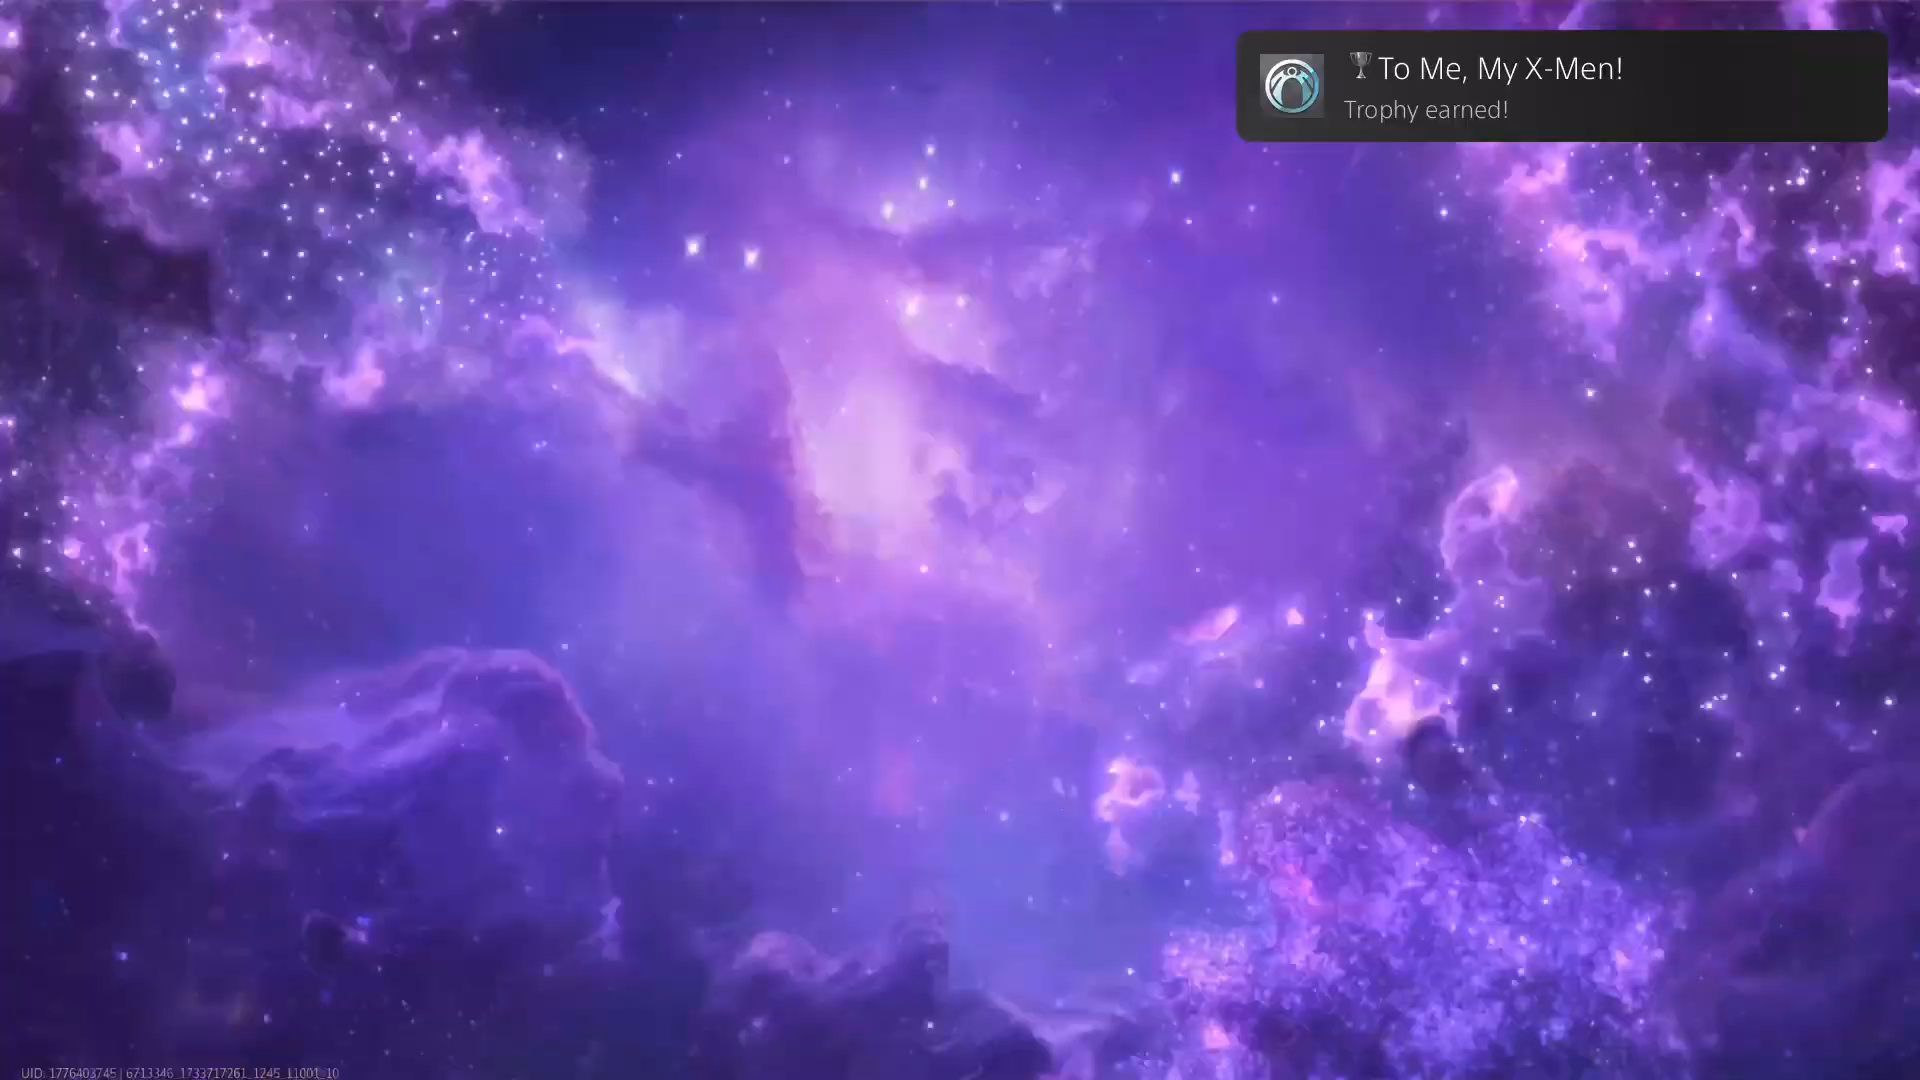 To Me, My X-Men!
Trophy earned!
UID: 1776403745 | 6713346_1733717261_1245_11001_10